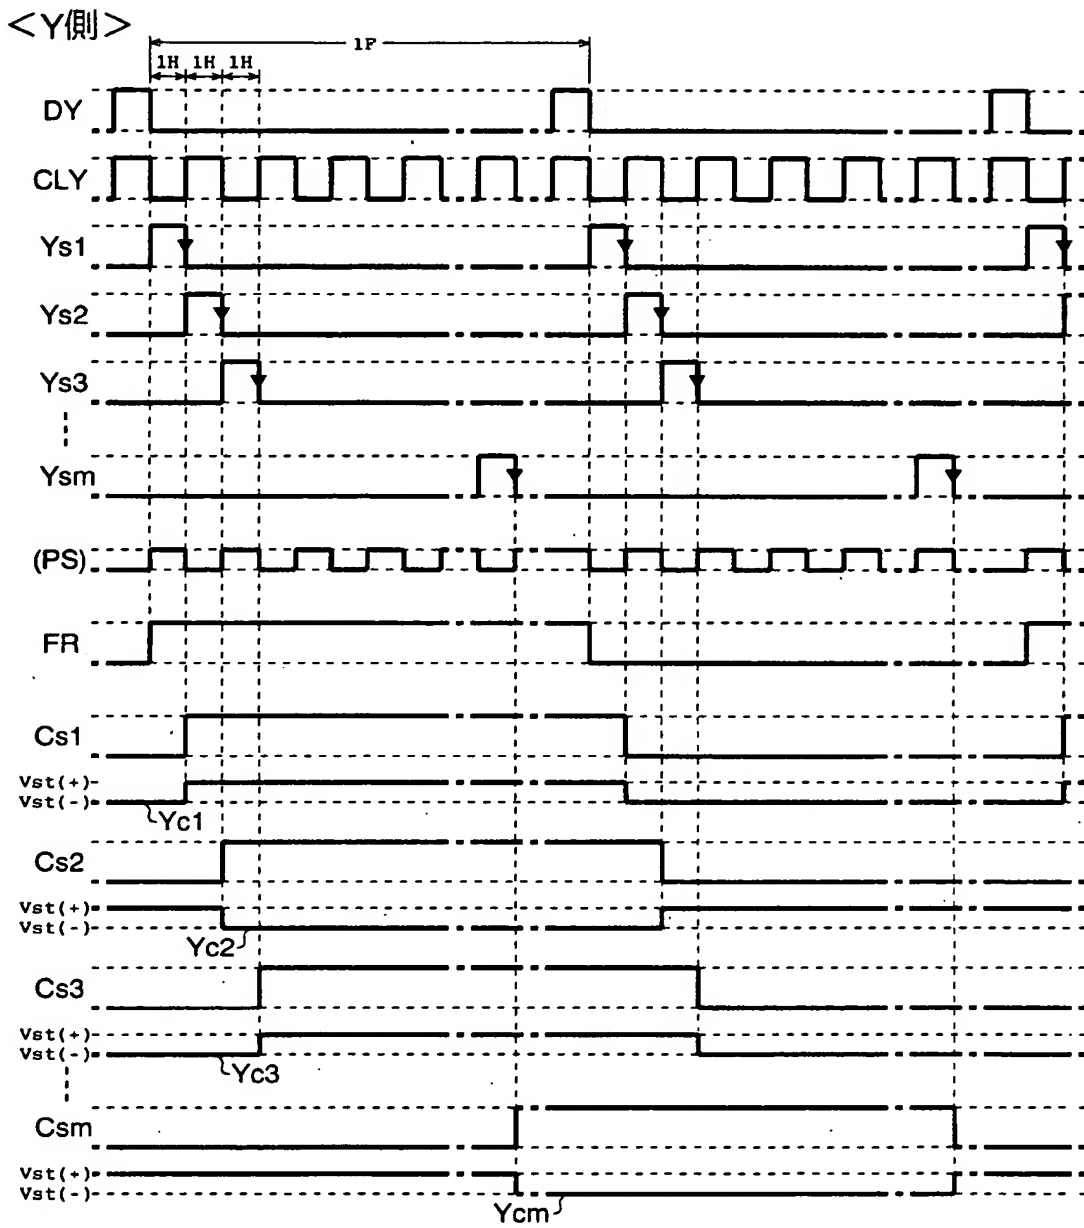 <Y側>
1F
1H 1H 1H
DY
CLY
Ys1
Ys2
Ys3
Ysm
(PS)
FR
Cs1
Vst(+)
Vst(-)
Yc1
Cs2
Vst(+)
Vst(-)
Yc2
Cs3
Vst(+)
Vst(-)
Yc3
Csm
Vst(+)
Vst(-)
Ycm